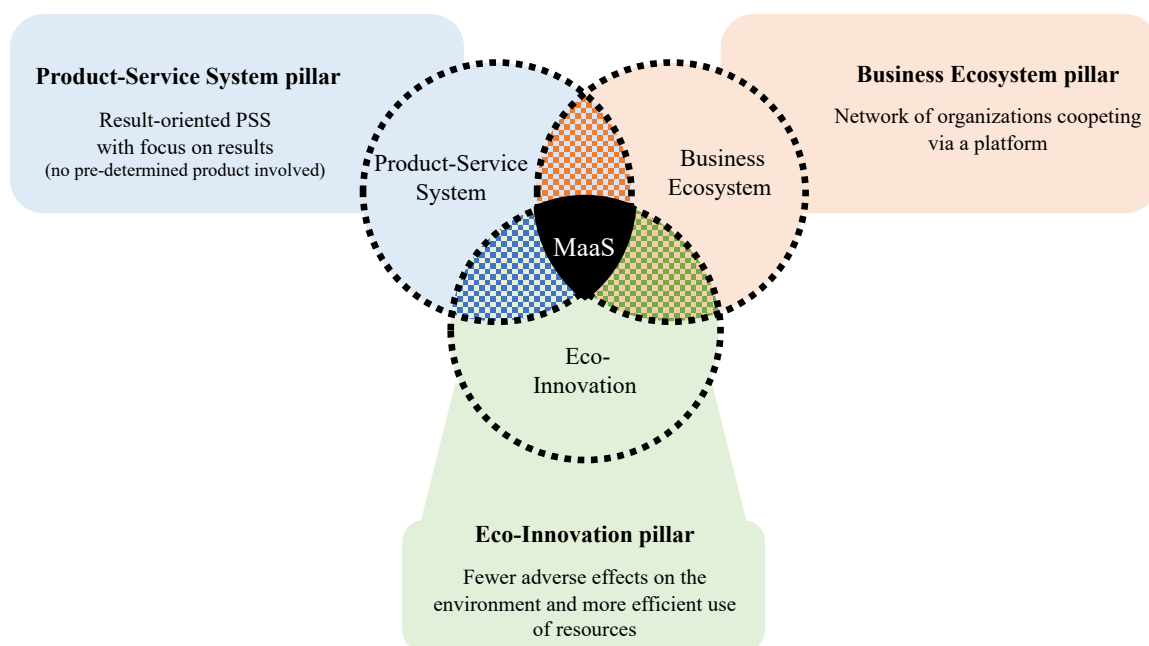 Product-Service System pillar
Result-oriented PSS
with focus on results
(no pre-determined product involved)
Business Ecosystem pillar
Network of organizations coopeting
via a platform
Product-Service
System
Business
Ecosystem
MaaS
Eco-
Innovation
Eco-Innovation pillar
Fewer adverse effects on the
environment and more efficient use
of resources